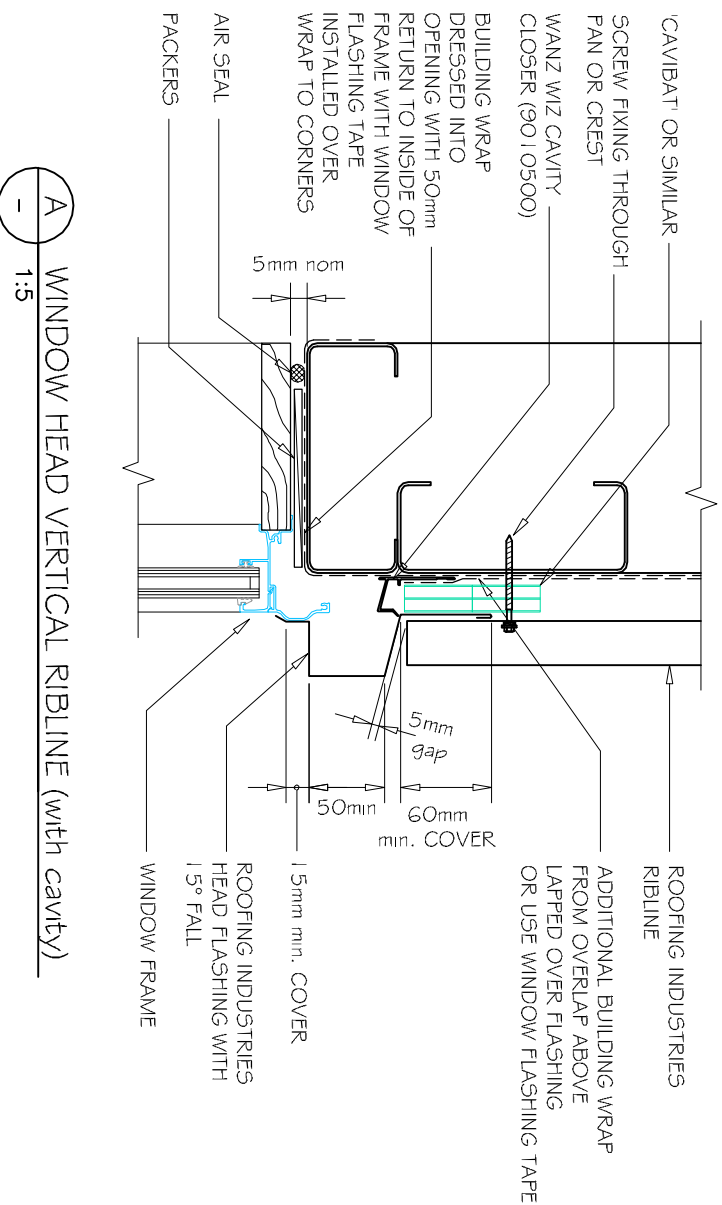 'CAVIBAT' OR SIMILAR
SCREW FIXING THROUGH
PAN OR CREST
WANZ WIZ CAVITY
CLOSER (9010500)
BUILDING WRAP
DRESSED INTO
OPENING WITH 50mm
RETURN TO INSIDE OF
FRAME WITH WINDOW
FLASHING TAPE
INSTALLED OVER
WRAP TO CORNERS
AIR SEAL
PACKERS
5mm nom
5mm
gap
50min
60mm
min. COVER
15mm min. COVER
ROOFING INDUSTRIES
RIBLINE
ADDITIONAL BUILDING WRAP
FROM OVERLAP ABOVE
LAPPED OVER FLASHING
OR USE WINDOW FLASHING TAPE
ROOFING INDUSTRIES
HEAD FLASHING WITH
15° FALL
WINDOW FRAME
A
-
WINDOW HEAD VERTICAL RIBLINE (with cavity)
1:5